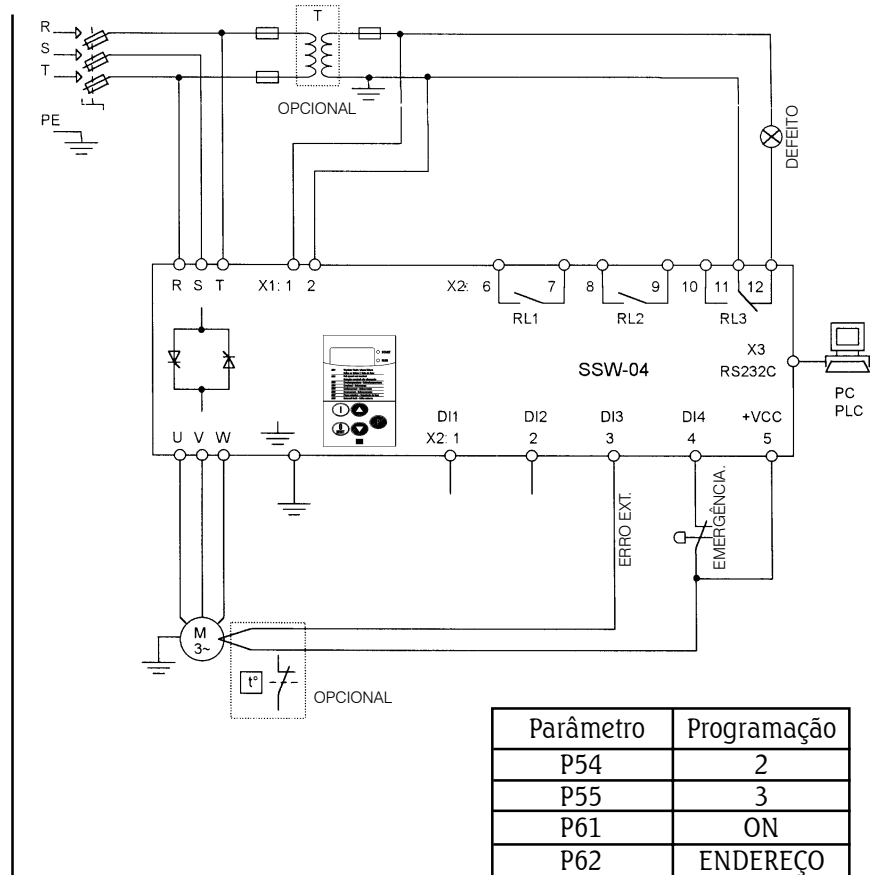 R
S
T
PE
T
OPCIONAL
DEFEITO
R S T X1: 1 2 X2: 6 7 8 9 10 11 12
RL1 RL2 RL3
SSW-04
X3
RS232C
PC
PLC
U V W
DI1 DI2 DI3 DI4 +VCC
X2: 1 2 3 4 5
ERRO EXT.
EMERGÊNCIA.
M
3~
t°
OPCIONAL
Parâmetro Programação
P54 2
P55 3
P61 ON
P62 ENDEREÇO